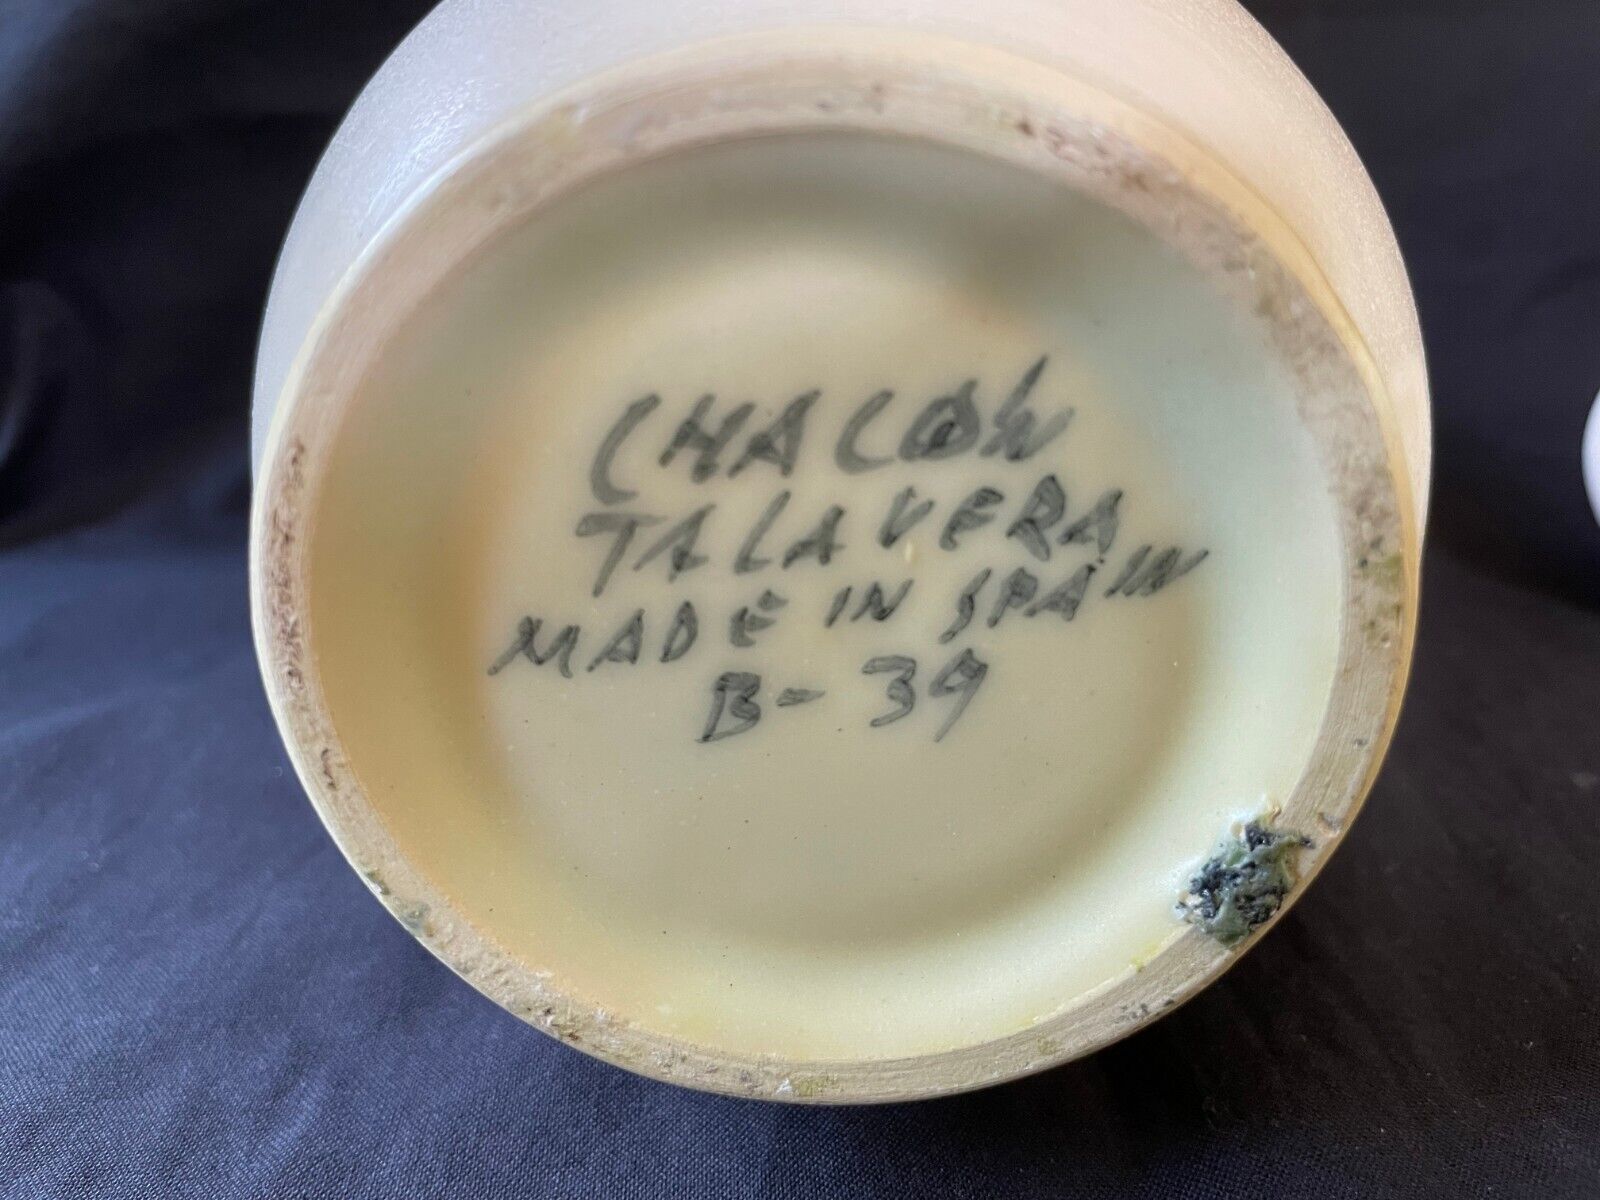 CHACON
TALAVERA
MADE IN SPAIN
B-39